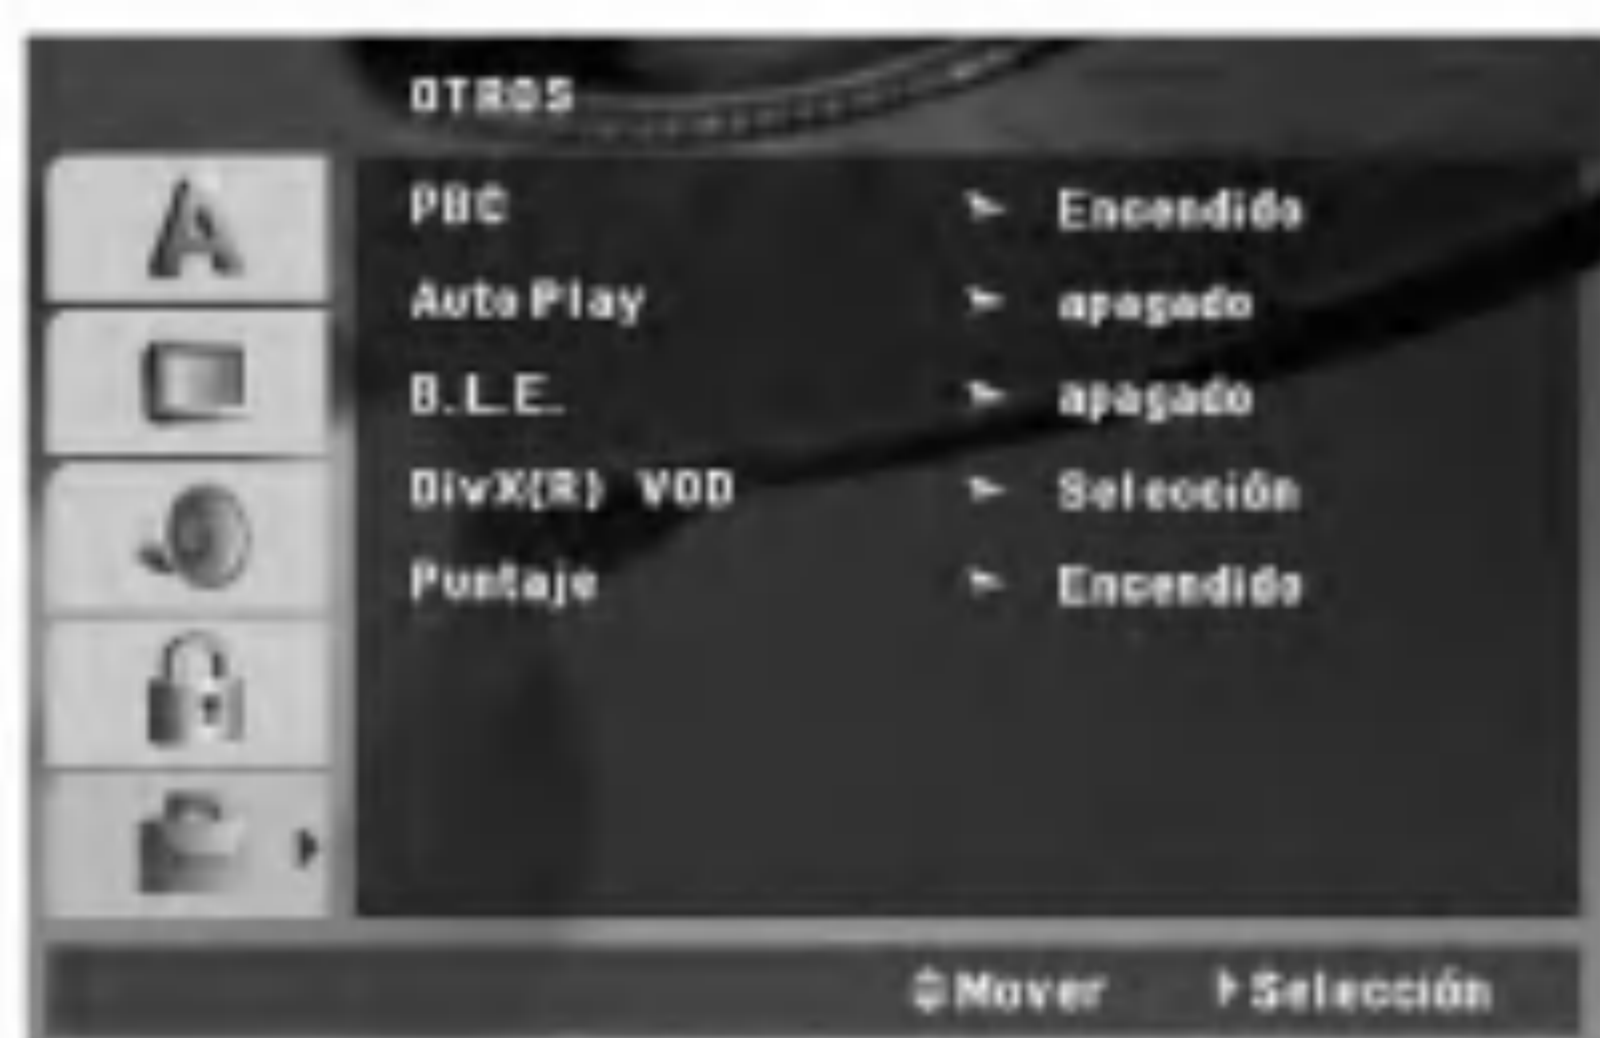 OTROS
PBC Encendido
Auto Play apagado
B.L.E. apagado
DivX(R) VOD Selección
Puntaje Encendido
Mover Selección